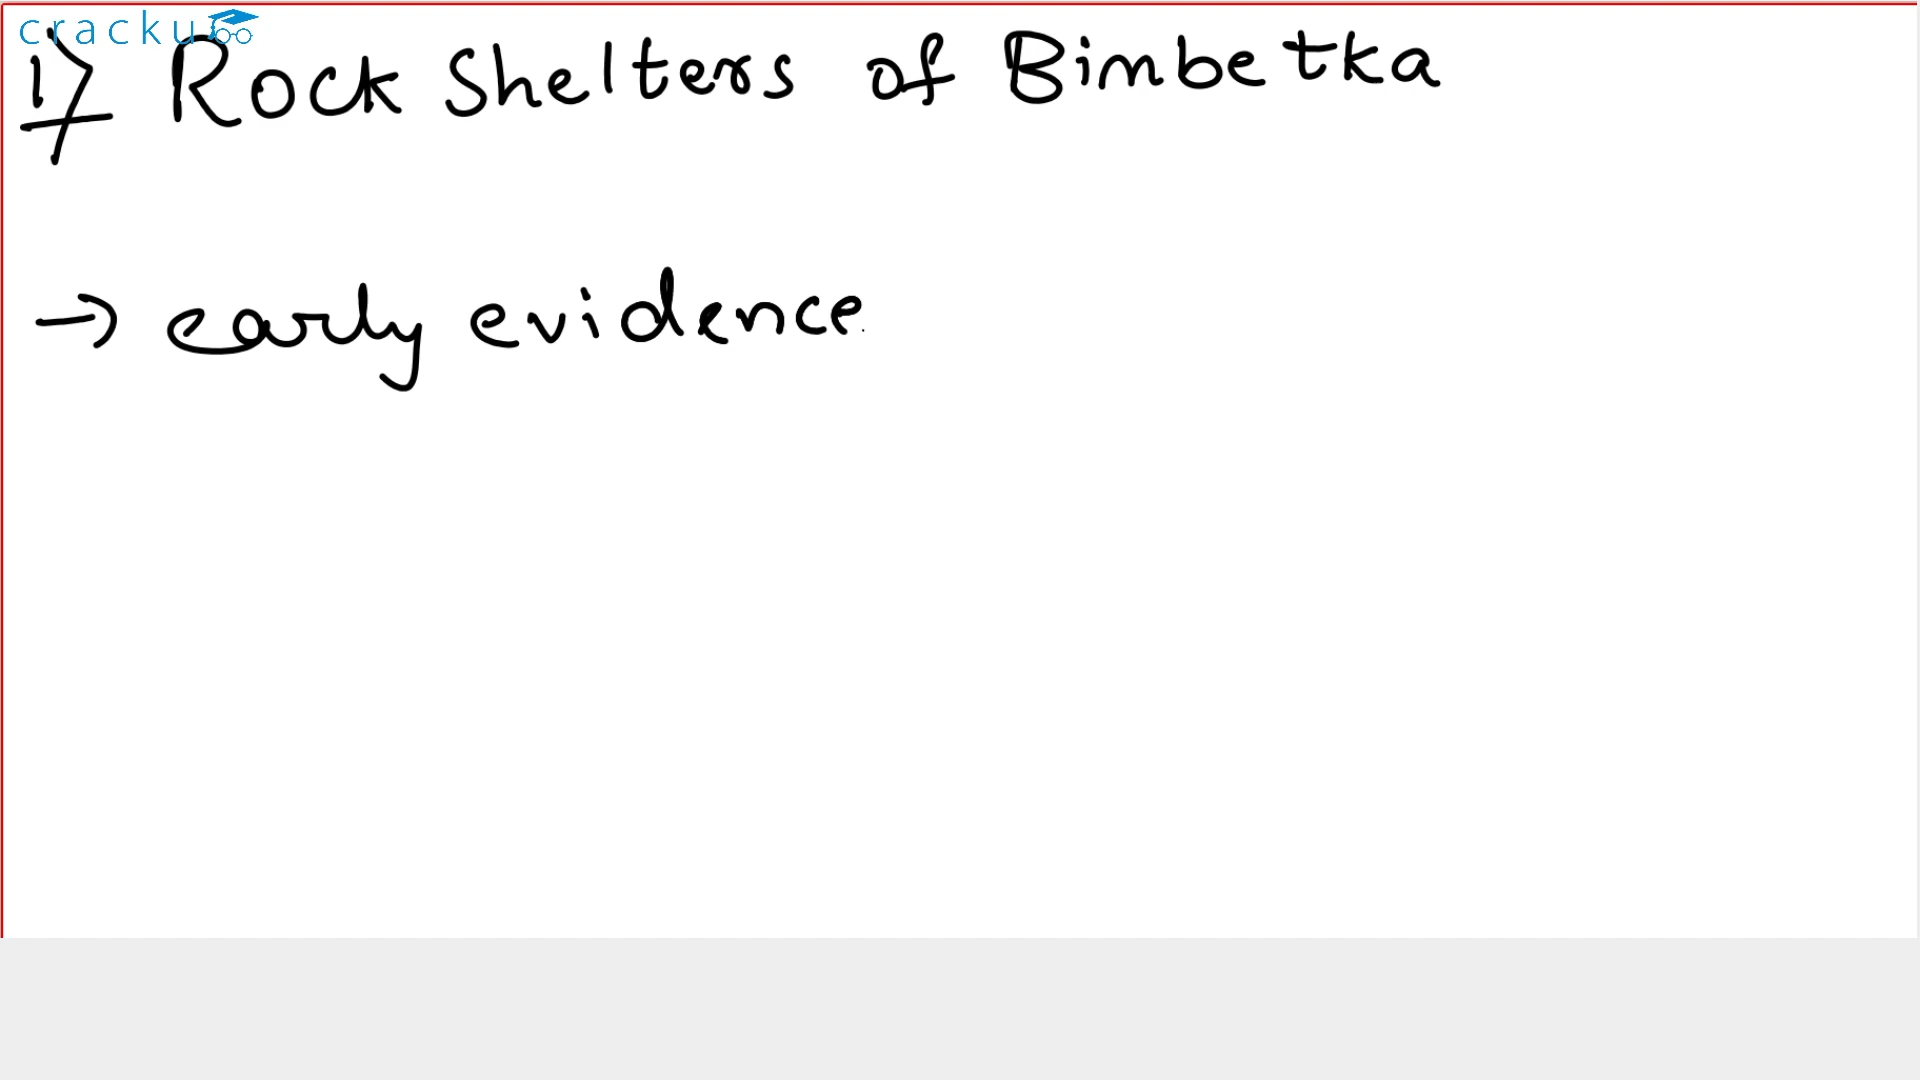 cracku
1) Rock Shelters of Bimbetka
→ early evidence